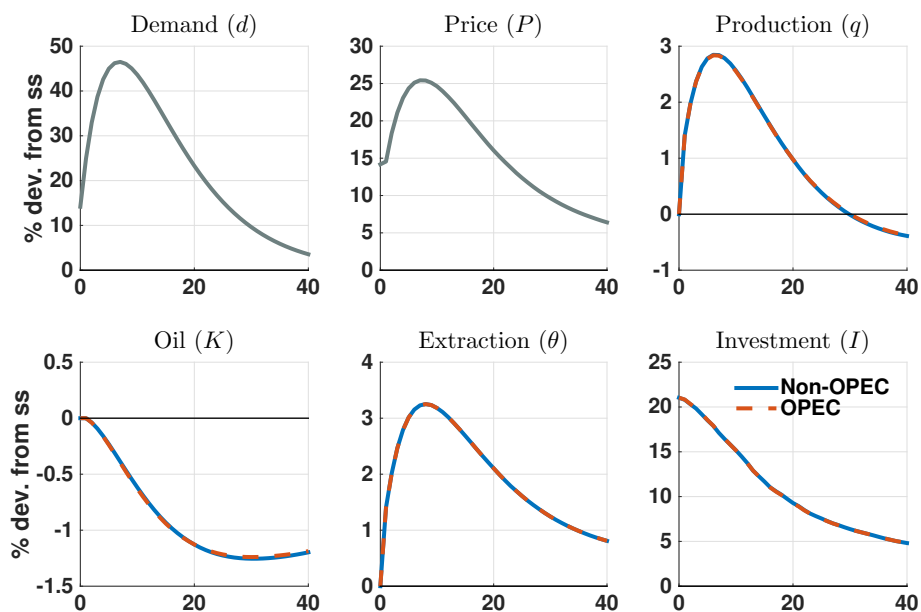 Demand (d)
Price (P)
Production (q)
% dev. from ss
50
40
30
20
10
0
0 20 40
30
25
20
15
10
5
0
0 20 40
3
2
1
0
-1
0 20 40
Oil (K)
Extraction (θ)
Investment (I)
% dev. from ss
0.5
0
-0.5
-1
-1.5
0 20 40
4
3
2
1
0
0 20 40
25
20
15
10
5
0
0 20 40
Non-OPEC
OPEC